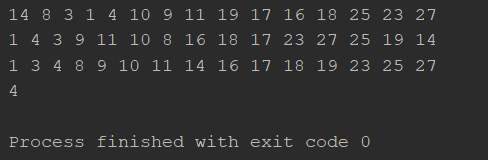 14 8 3 1 4 10 9 11 19 17 16 18 25 23 27
1 4 3 9 11 10 8 16 18 17 23 27 25 19 14
1 3 4 8 9 10 11 14 16 17 18 19 23 25 27
4
Process finished with exit code 0